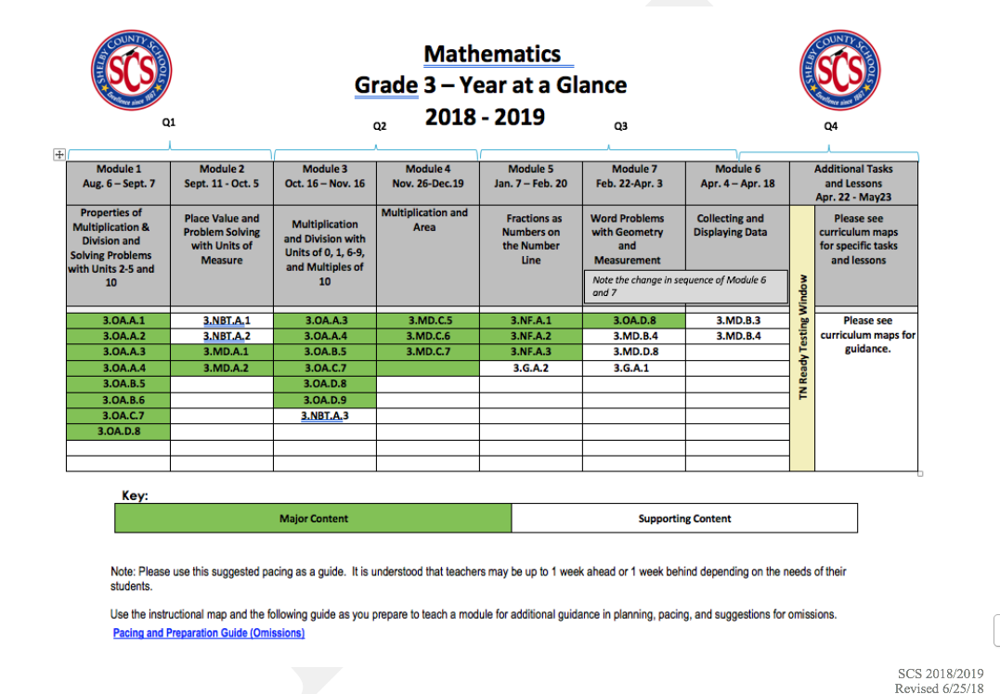 SHELBY COUNTY SCHOOLS
SCS
Excellence since 1867
Mathematics
Grade 3 – Year at a Glance
2018 - 2019
SHELBY COUNTY SCHOOLS
SCS
Excellence since 1867
Q1
Q2
Q3
Q4
Module 1
Aug. 6 – Sept. 7
Module 2
Sept. 11 - Oct. 5
Module 3
Oct. 16 – Nov. 16
Module 4
Nov. 26-Dec.19
Module 5
Jan. 7 – Feb. 20
Module 7
Feb. 22-Apr. 3
Module 6
Apr. 4 – Apr. 18
Additional Tasks
and Lessons
Apr. 22 - May23
Properties of
Multiplication &
Division and
Solving Problems
with Units 2-5 and
10
Place Value and
Problem Solving
with Units of
Measure
Multiplication
and Division with
Units of 0, 1, 6-9,
and Multiples of
10
Multiplication and
Area
Fractions as
Numbers on
the Number
Line
Word Problems
with Geometry
and
Measurement
Collecting and
Displaying Data
Note the change in sequence of Module 6
and 7
TN Ready Testing Window
Please see
curriculum maps
for specific tasks
and lessons
3.OA.A.1
3.OA.A.2
3.OA.A.3
3.OA.A.4
3.OA.B.5
3.OA.B.6
3.OA.C.7
3.OA.D.8
3.NBT.A.1
3.NBT.A.2
3.MD.A.1
3.MD.A.2
3.OA.A.3
3.OA.A.4
3.OA.B.5
3.OA.C.7
3.OA.D.8
3.OA.D.9
3.NBT.A.3
3.MD.C.5
3.MD.C.6
3.MD.C.7
3.NF.A.1
3.NF.A.2
3.NF.A.3
3.G.A.2
3.OA.D.8
3.MD.B.4
3.MD.D.8
3.G.A.1
3.MD.B.3
3.MD.B.4
Please see
curriculum maps for
guidance.
Key:
Major Content
Supporting Content
Note: Please use this suggested pacing as a guide. It is understood that teachers may be up to 1 week ahead or 1 week behind depending on the needs of their
students.
Use the instructional map and the following guide as you prepare to teach a module for additional guidance in planning, pacing, and suggestions for omissions.
Pacing and Preparation Guide (Omissions)
SCS 2018/2019
Revised 6/25/18